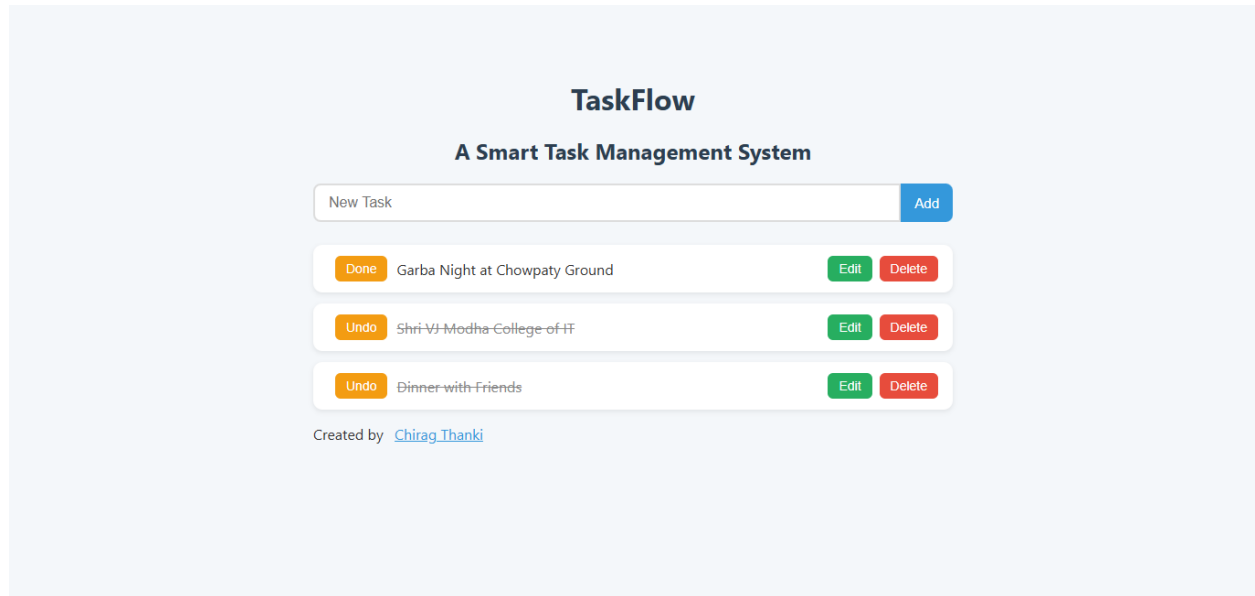 TaskFlow
A Smart Task Management System
New Task Add
Done Garba Night at Chowpaty Ground Edit Delete
Undo Shri VJ Modha College of IT Edit Delete
Undo Dinner with Friends Edit Delete
Created by Chirag Thanki